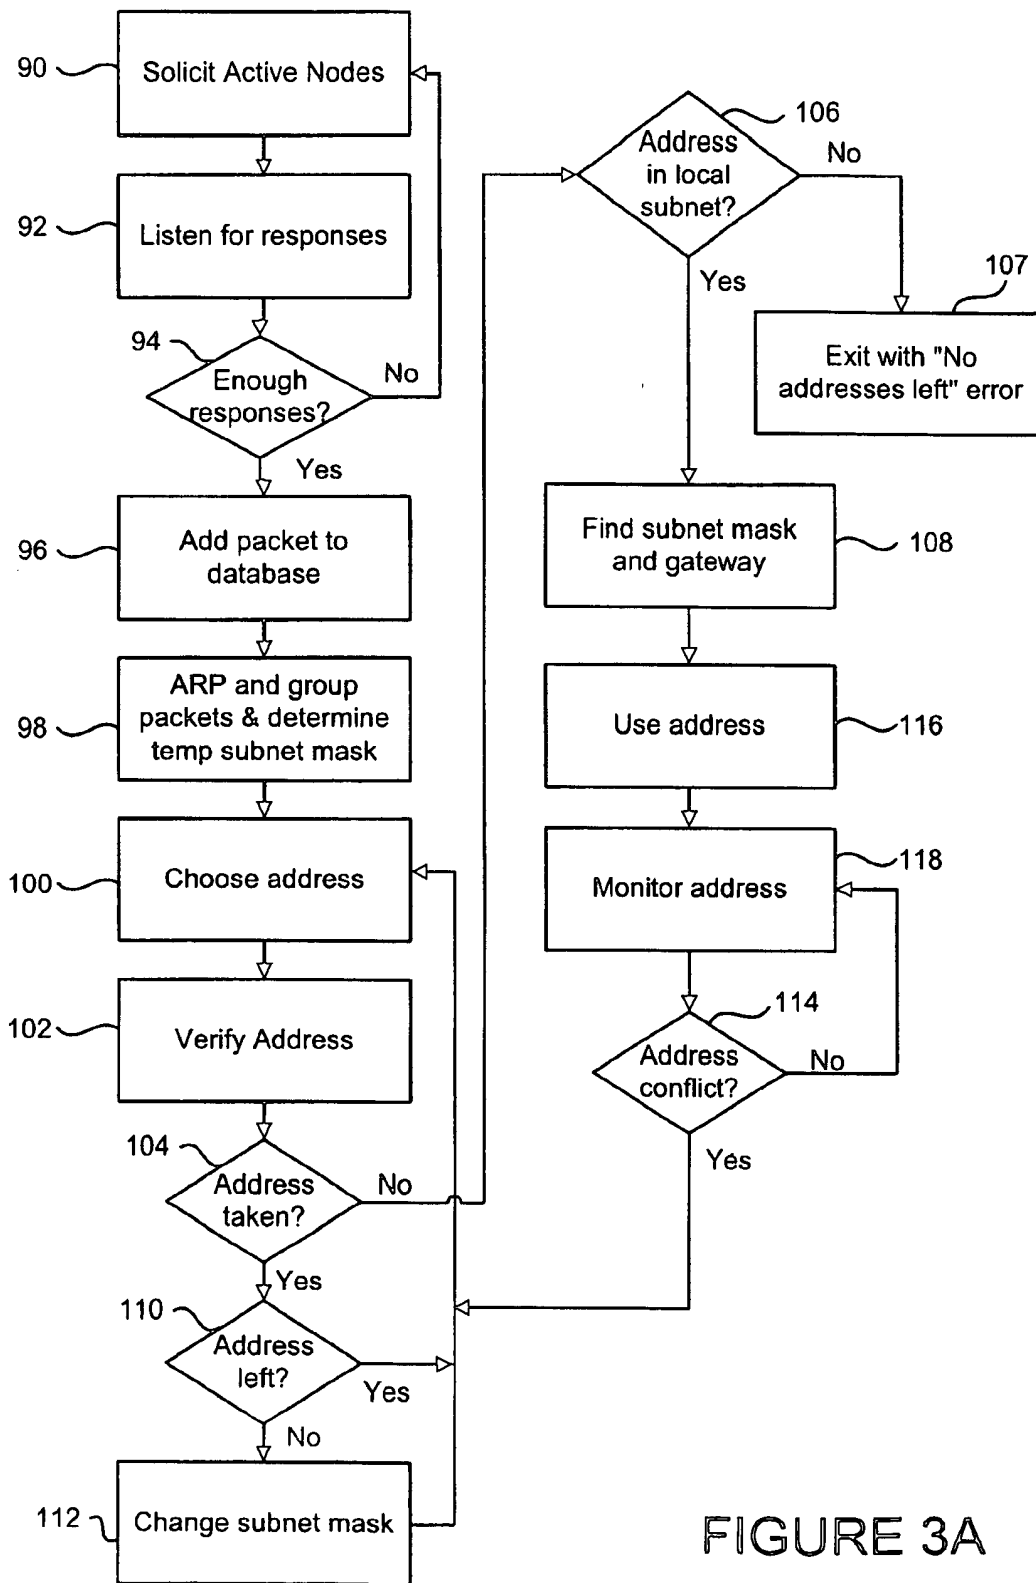 90
Solicit Active Nodes
92
Listen for responses
94
Enough
responses?
No
Yes
96
Add packet to
database
98
ARP and group
packets & determine
temp subnet mask
100
Choose address
102
Verify Address
104
Address
taken?
No
Yes
110
Address
left?
Yes
No
112
Change subnet mask
106
Address
in local
subnet?
No
Yes
107
Exit with "No
addresses left" error
Find subnet mask
and gateway
108
Use address
116
118
Monitor address
114
Address
conflict?
No
Yes
FIGURE 3A